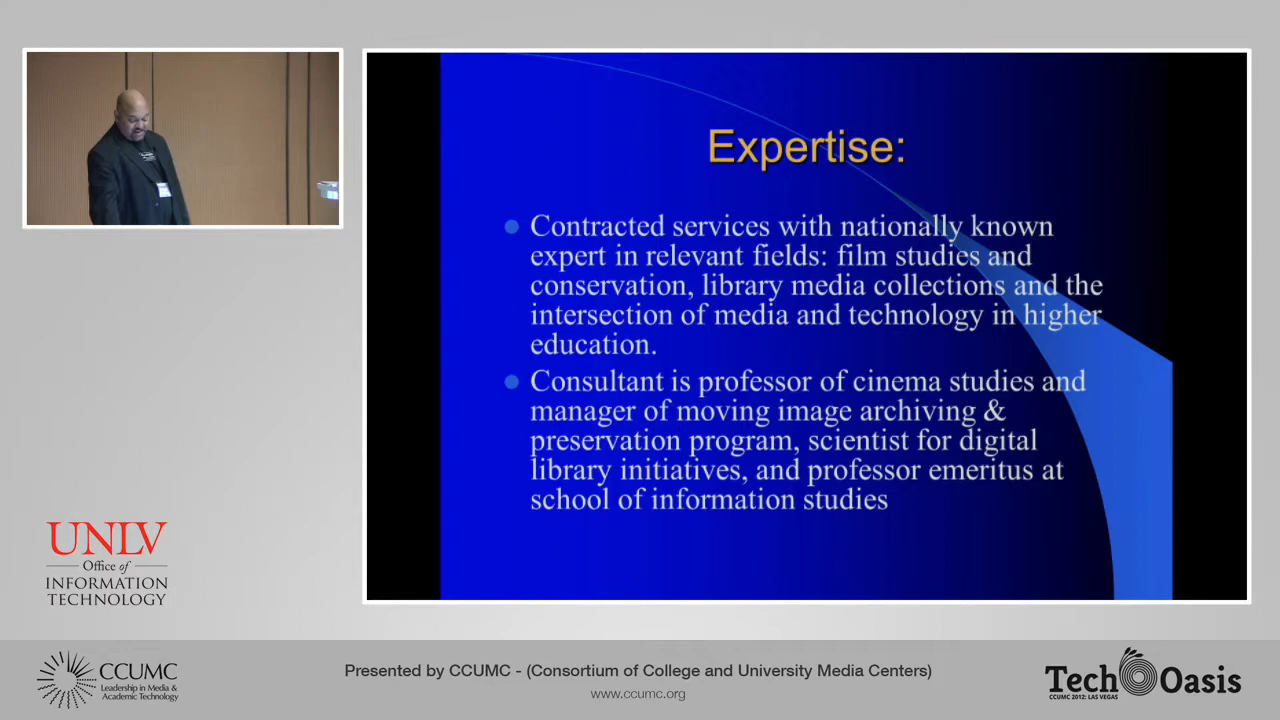 Expertise:
Contracted services with nationally known
expert in relevant fields: film studies and
conservation, library media collections and the
intersection of media and technology in higher
education.
Consultant is professor of cinema studies and
manager of moving image archiving &
preservation program, scientist for digital
library initiatives, and professor emeritus at
school of information studies
UNLV
Office of
INFORMATION
TECHNOLOGY
CCUMC
Leadership in Media &
Academic Technology
Presented by CCUMC - (Consortium of College and University Media Centers)
www.ccumc.org
Tech Oasis
CCUMC 2012: LAS VEGAS